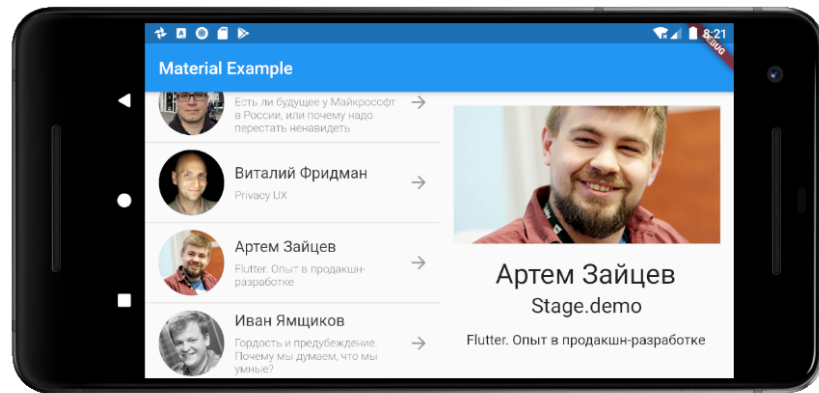 8:21
DEBUG
Material Example
Есть ли будущее у Майкрософт
в России, или почему надо
перестать ненавидеть
Виталий Фридман
Privacy UX
Артем Зайцев
Flutter. Опыт в продакшн-
разработке
Иван Ямщиков
Гордость и предубеждение.
Почему мы думаем, что мы
умные?
Артем Зайцев
Stage.demo
Flutter. Опыт в продакшн-разработке